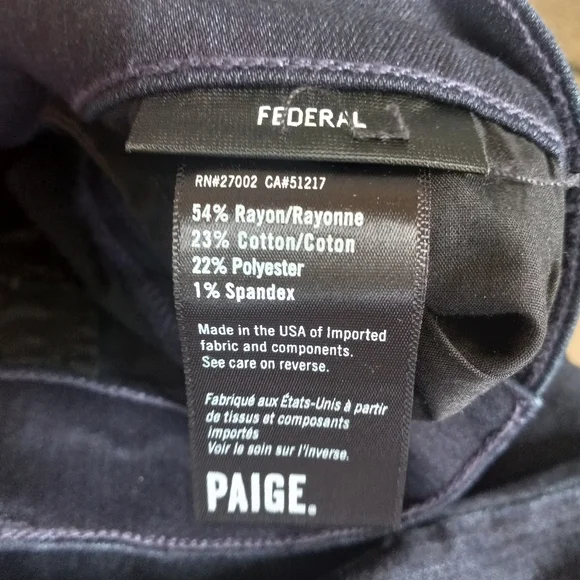 FEDERAL
RN#27002 CA#51217
54% Rayon/Rayonne
23% Cotton/Coton
22% Polyester
1% Spandex
Made in the USA of Imported
fabric and components.
See care on reverse.
Fabriqué aux États-Unis à partir
de tissus et composants
importés
Voir le soin sur l'inverse.
PAIGE.